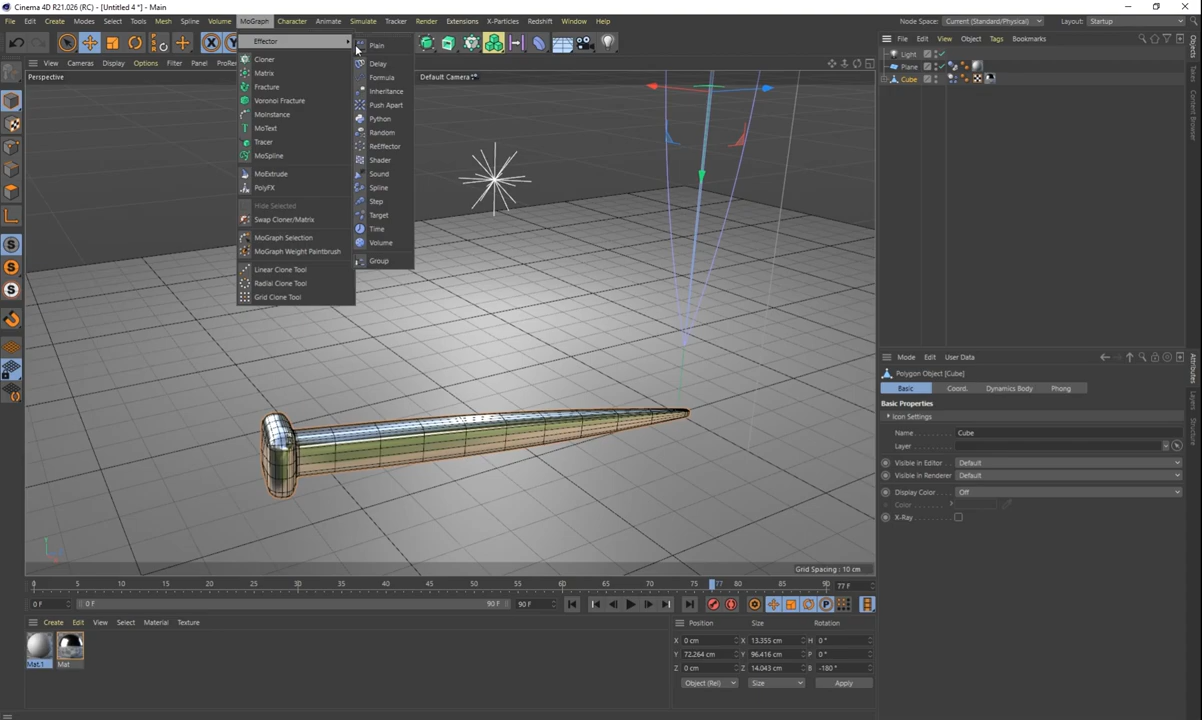 Cinema 4D R21.026 (RC) - [Untitled 4 *] - Main
File Edit Create Modes Select Tools Mesh Spline Volume MoGraph Character Animate Simulate Tracker Render Extensions X-Particles Redshift Window Help
Node Space: Current (Standard/Physical) Layout: Startup
View Cameras Display Options Filter Panel ProRen
Perspective
Default Camera
Effector
Cloner
Matrix
Fracture
Voronoi Fracture
MoInstance
MoText
Tracer
MoSpline
MoExtrude
PolyFX
Hide Selected
Swap Cloner/Matrix
MoGraph Selection
MoGraph Weight Paintbrush
Linear Clone Tool
Radial Clone Tool
Grid Clone Tool
Plain
Delay
Formula
Inheritance
Push Apart
Python
Random
ReEffector
Shader
Sound
Spline
Step
Target
Time
Volume
Group
File Edit View Object Tags Bookmarks
Light
Plane
Cube
Objects
Takes
Content Browser
Mode Edit User Data
Polygon Object [Cube]
Basic Coord. Dynamics Body Phong
Basic Properties
Icon Settings
Name Cube
Layer
Visible in Editor Default
Visible in Renderer Default
Display Color Off
Color
X-Ray
Attributes
Layers
Structure
Grid Spacing : 10 cm
0 5 10 15 20 25 30 35 40 45 50 55 60 65 70 75 77 80 85 90 77 F
0 F 0 F 90 F 90 F
Create Edit View Select Material Texture
Mat.1 Mat
Position Size Rotation
X 0 cm X 13.355 cm H 0 °
Y 72.264 cm Y 96.416 cm P 0 °
Z 0 cm Z 14.043 cm B -180 °
Object (Rel) Size Apply